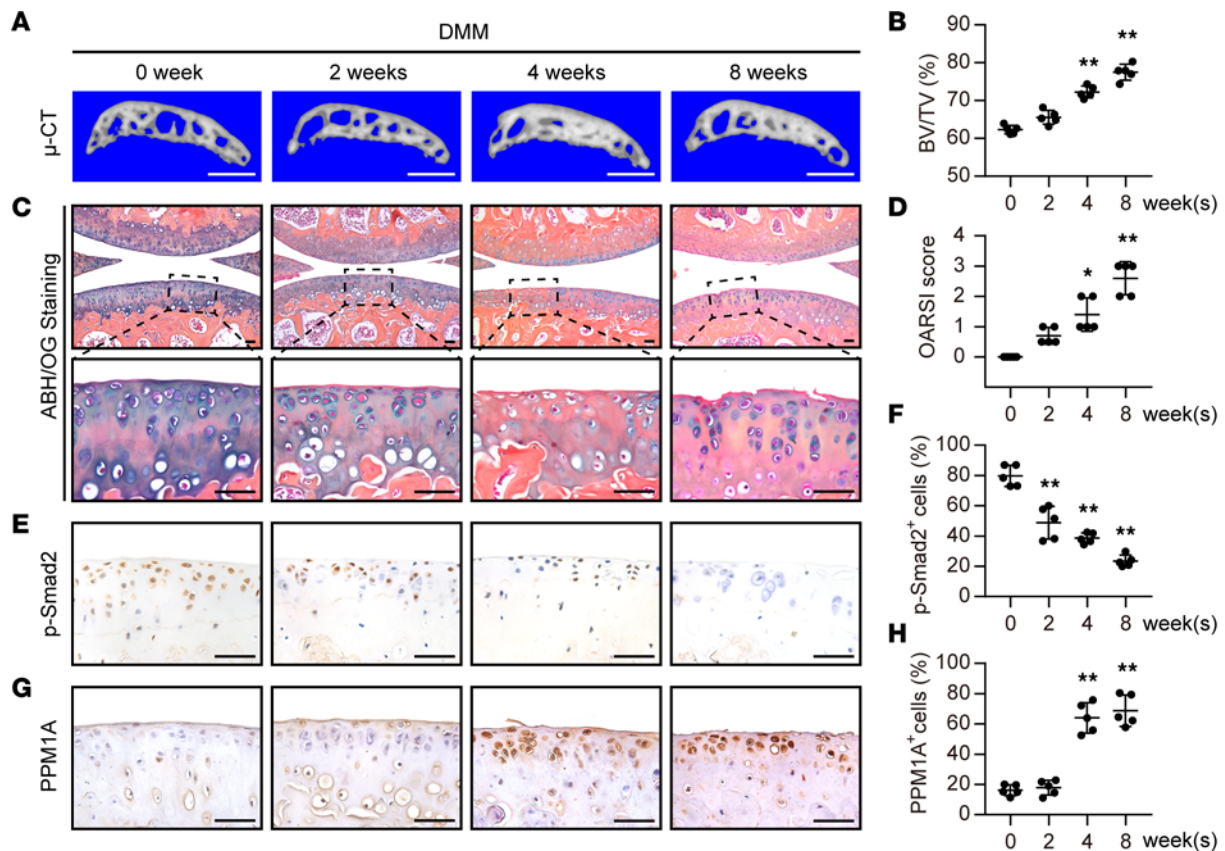 A
DMM
0 week
2 weeks
4 weeks
8 weeks
μ-CT
B
BV/TV (%)
90
80
70
60
50
**
**
0 2 4 8 week(s)
C
ABH/OG Staining
D
OARSI score
4
3
2
1
0
*
**
0 2 4 8 week(s)
E
p-Smad2
F
p-Smad2+ cells (%)
100
80
60
40
20
0
**
**
**
0 2 4 8 week(s)
G
PPM1A
H
PPM1A+ cells (%)
100
80
60
40
20
0
**
**
0 2 4 8 week(s)